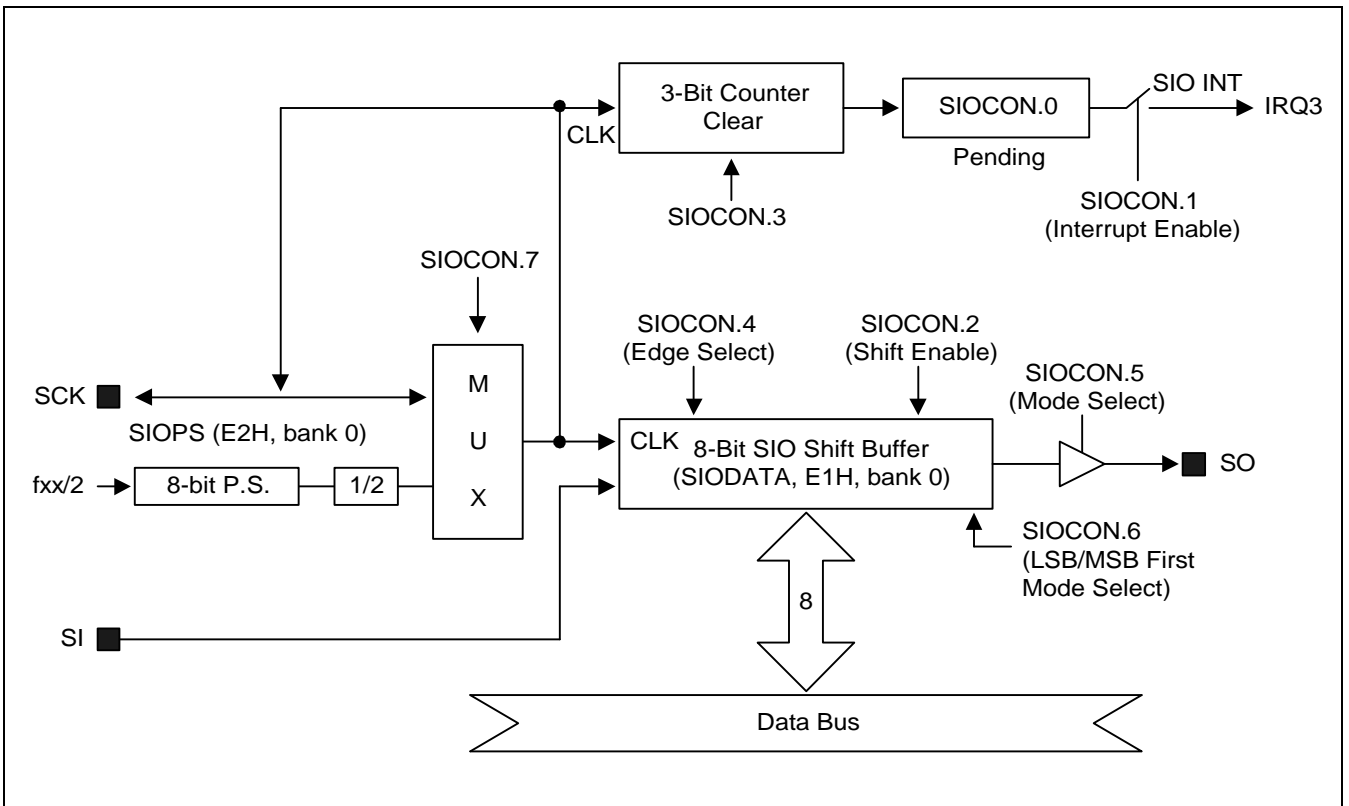 3-Bit Counter
Clear
CLK
SIOCON.0
Pending
SIO INT
IRQ3
SIOCON.3
SIOCON.1
(Interrupt Enable)
SIOCON.7
SIOCON.4
(Edge Select)
SIOCON.2
(Shift Enable)
SIOCON.5
(Mode Select)
SCK
SIOPS (E2H, bank 0)
fxx/2
8-bit P.S.
1/2
M
U
X
CLK
8-Bit SIO Shift Buffer
(SIODATA, E1H, bank 0)
SO
SIOCON.6
(LSB/MSB First
Mode Select)
8
SI
Data Bus